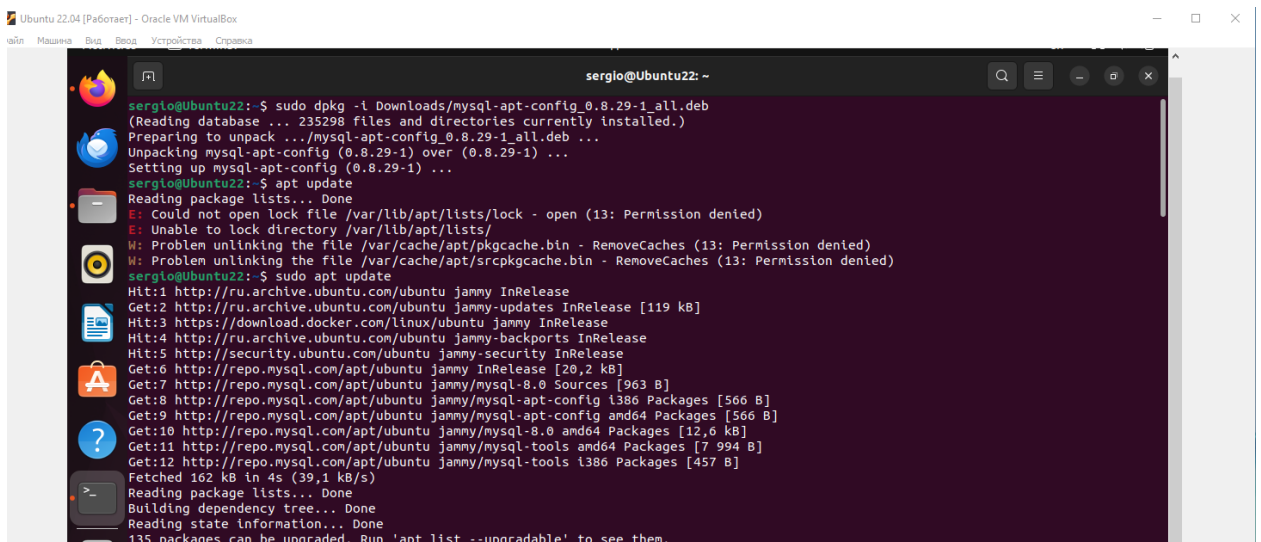 Ubuntu 22.04 [Работает] - Oracle VM VirtualBox
Машина Вид Ввод Устройства Справка
sergio@Ubuntu22: ~
sergio@Ubuntu22:~$ sudo dpkg -i Downloads/mysql-apt-config_0.8.29-1_all.deb
(Reading database ... 235298 files and directories currently installed.)
Preparing to unpack .../mysql-apt-config_0.8.29-1_all.deb ...
Unpacking mysql-apt-config (0.8.29-1) over (0.8.29-1) ...
Setting up mysql-apt-config (0.8.29-1) ...
sergio@Ubuntu22:~$ apt update
Reading package lists... Done
E: Could not open lock file /var/lib/apt/lists/lock - open (13: Permission denied)
E: Unable to lock directory /var/lib/apt/lists/
W: Problem unlinking the file /var/cache/apt/pkgcache.bin - RemoveCaches (13: Permission denied)
W: Problem unlinking the file /var/cache/apt/srcpkgcache.bin - RemoveCaches (13: Permission denied)
sergio@Ubuntu22:~$ sudo apt update
Hit:1 http://ru.archive.ubuntu.com/ubuntu jammy InRelease
Get:2 http://ru.archive.ubuntu.com/ubuntu jammy-updates InRelease [119 kB]
Hit:3 https://download.docker.com/linux/ubuntu jammy InRelease
Hit:4 http://ru.archive.ubuntu.com/ubuntu jammy-backports InRelease
Hit:5 http://security.ubuntu.com/ubuntu jammy-security InRelease
Get:6 http://repo.mysql.com/apt/ubuntu jammy InRelease [20,2 kB]
Get:7 http://repo.mysql.com/apt/ubuntu jammy/mysql-8.0 Sources [963 B]
Get:8 http://repo.mysql.com/apt/ubuntu jammy/mysql-apt-config i386 Packages [566 B]
Get:9 http://repo.mysql.com/apt/ubuntu jammy/mysql-apt-config amd64 Packages [566 B]
Get:10 http://repo.mysql.com/apt/ubuntu jammy/mysql-8.0 amd64 Packages [12,6 kB]
Get:11 http://repo.mysql.com/apt/ubuntu jammy/mysql-tools amd64 Packages [7 994 B]
Get:12 http://repo.mysql.com/apt/ubuntu jammy/mysql-tools i386 Packages [457 B]
Fetched 162 kB in 4s (39,1 kB/s)
Reading package lists... Done
Building dependency tree... Done
Reading state information... Done
135 packages can be upgraded. Run 'apt list --upgradable' to see them.